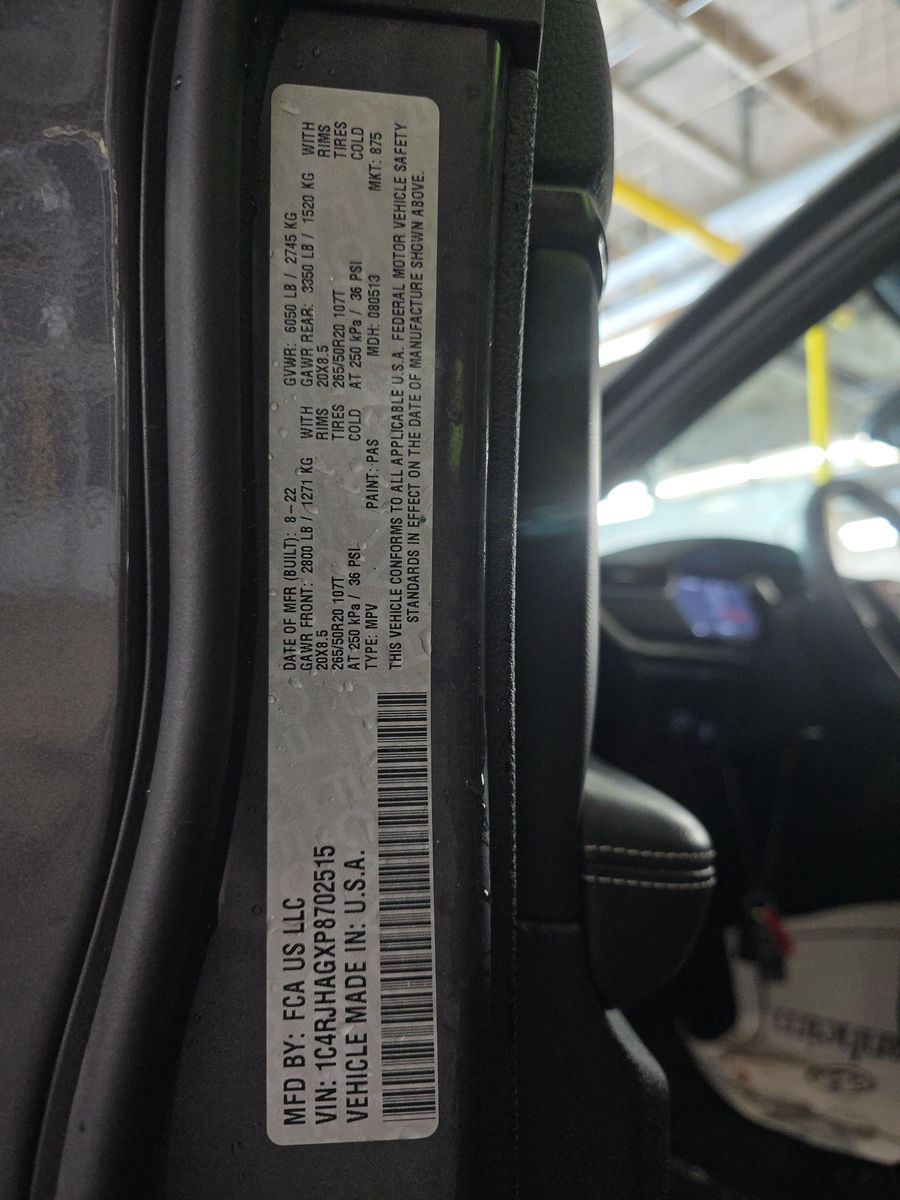 MFD BY: FCA US LLC
VIN: 1C4RJHAGXP8702515
VEHICLE MADE IN: U.S.A.
DATE OF MFR (BUILT): 8-22 GVWR: 6050 LB / 2745 KG
GAWR FRONT: 2800 LB / 1271 KG WITH GAWR REAR: 3350 LB / 1520 KG WITH
20X8.5 RIMS 20X8.5 RIMS
265/50R20 107T TIRES 265/50R20 107T TIRES
AT 250 kPa / 36 PSI COLD AT 250 kPa / 36 PSI COLD
TYPE: MPV PAINT: PAS MDH: 080513 MKT: 875
THIS VEHICLE CONFORMS TO ALL APPLICABLE U.S.A. FEDERAL MOTOR VEHICLE SAFETY
STANDARDS IN EFFECT ON THE DATE OF MANUFACTURE SHOWN ABOVE.